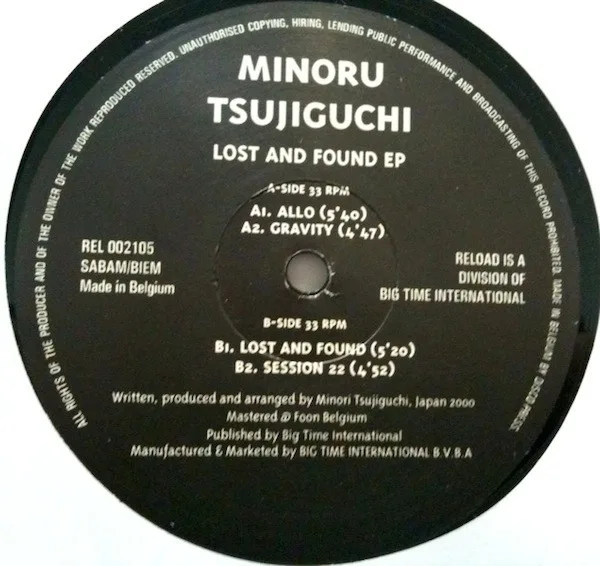 ALL RIGHTS OF THE PRODUCER AND OF THE OWNER OF THE WORK REPRODUCED RESERVED. UNAUTHORISED COPYING, HIRING, LENDING PUBLIC PERFORMANCE AND BROADCASTING OF THIS RECORD PROHIBITED. MADE IN BELGIUM BY DISCO-PRESS.
MINORU
TSUJIGUCHI
LOST AND FOUND EP
A-SIDE 33 RPM
A1. ALLO (5'40)
A2. GRAVITY (4'47)
REL 002105
SABAM/BIEM
Made in Belgium
RELOAD IS A
DIVISION OF
BIG TIME INTERNATIONAL
B-SIDE 33 RPM
B1. LOST AND FOUND (5'20)
B2. SESSION 22 (4'52)
Written, produced and arranged by Minori Tsujiguchi, Japan 2000
Mastered @ Foon Belgium
Published by Big Time International
Manufactured & Marketed by BIG TIME INTERNATIONAL B.V.B.A